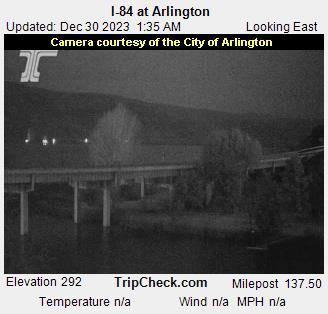 I-84 at Arlington
Updated: Dec 30 2023 1:35 AM Looking East
Camera courtesy of the City of Arlington
Elevation 292 TripCheck.com Milepost 137.50
Temperature n/a Wind n/a MPH n/a